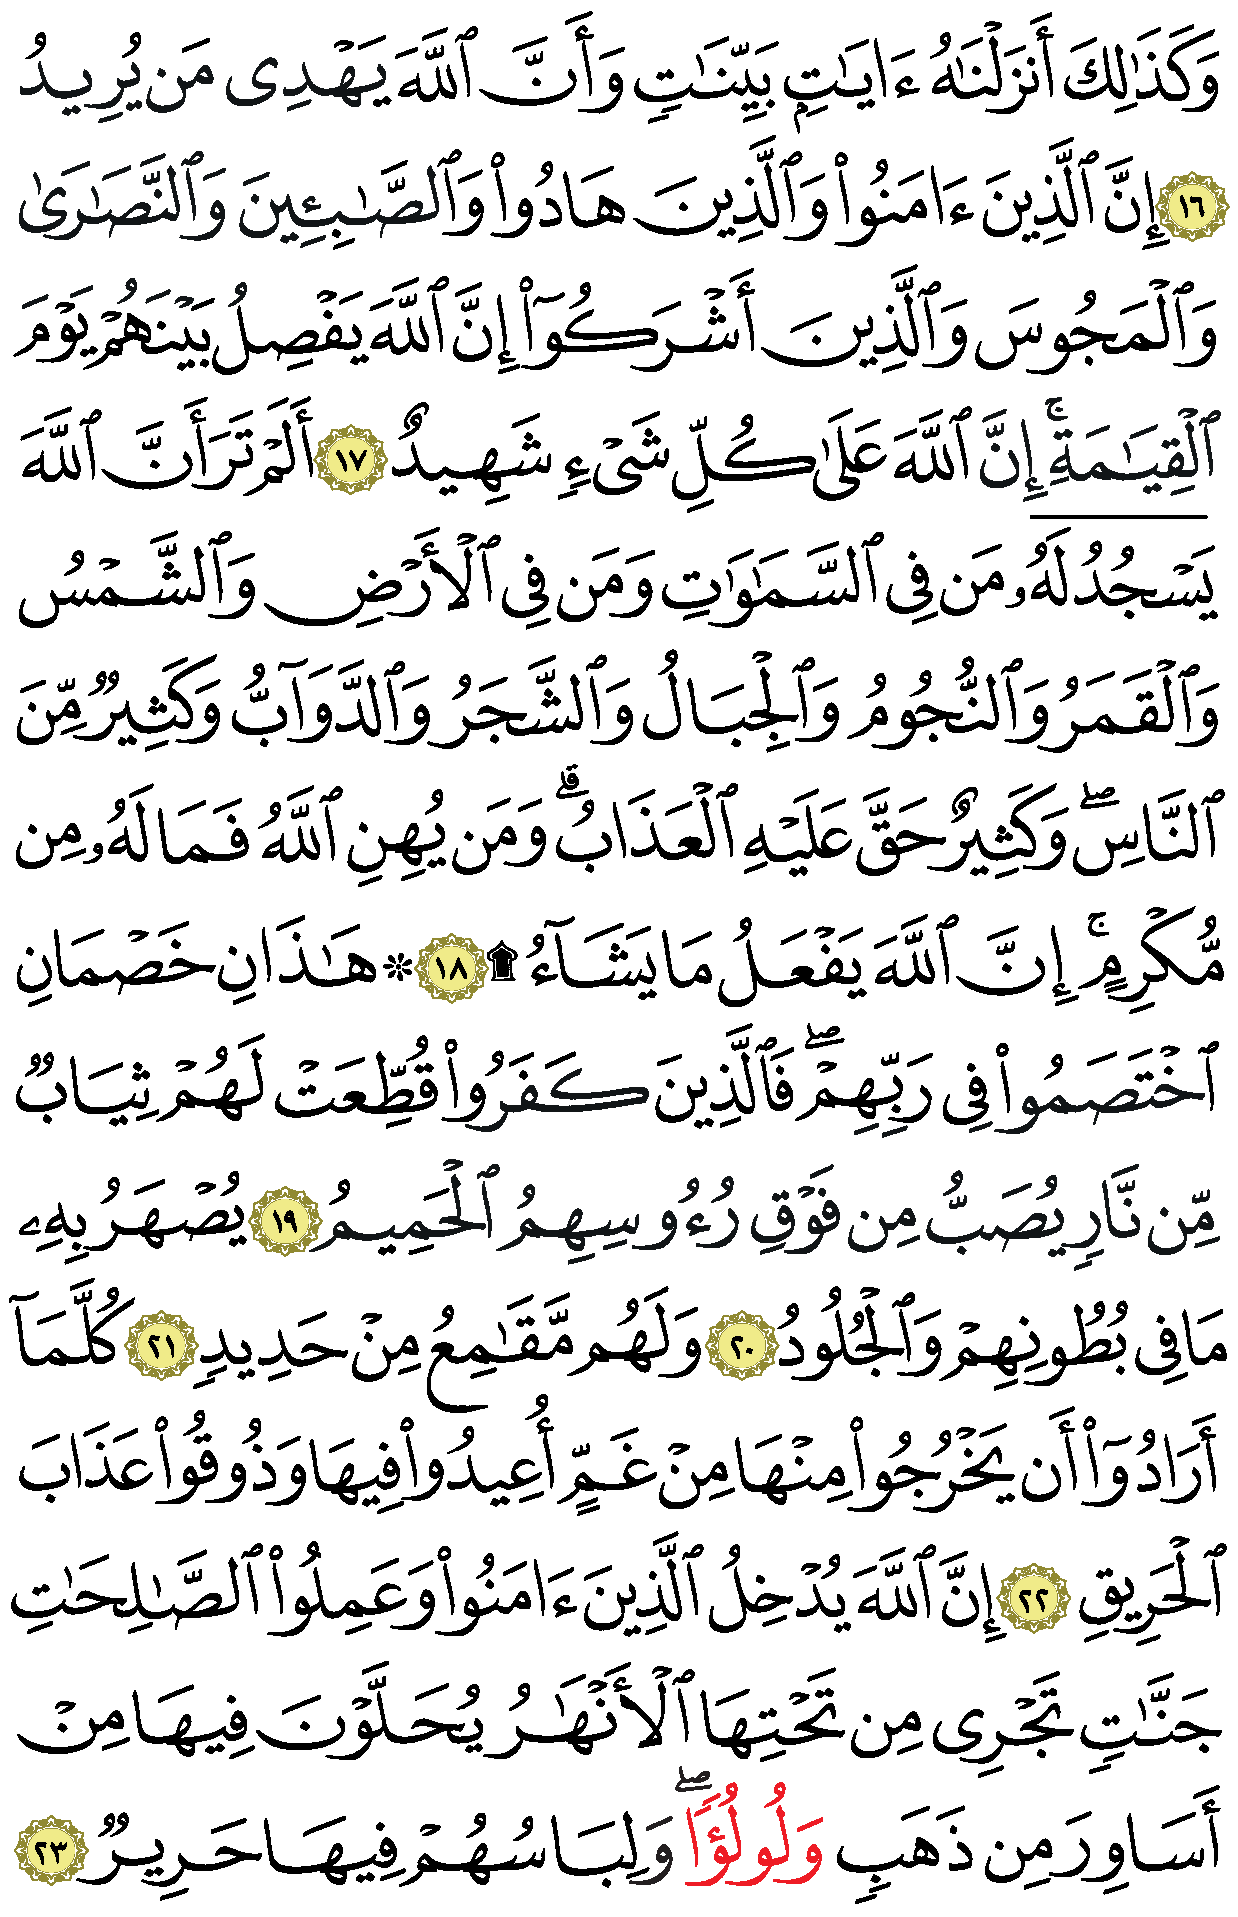 وَكَذَٰلِكَ أَنزَلْنَٰهُ ءَايَٰتٍۭ بَيِّنَٰتٍ وَأَنَّ ٱللَّهَ يَهْدِى مَن يُرِيدُ
١٦ إِنَّ ٱلَّذِينَ ءَامَنُوا۟ وَٱلَّذِينَ هَادُوا۟ وَٱلصَّٰبِـِٔينَ وَٱلنَّصَٰرَىٰ
وَٱلْمَجُوسَ وَٱلَّذِينَ أَشْرَكُوٓا۟ إِنَّ ٱللَّهَ يَفْصِلُ بَيْنَهُمْ يَوْمَ
ٱلْقِيَٰمَةِ ۚ إِنَّ ٱللَّهَ عَلَىٰ كُلِّ شَىْءٍ شَهِيدٌ ١٧ أَلَمْ تَرَ أَنَّ ٱللَّهَ
يَسْجُدُ لَهُۥ مَن فِى ٱلسَّمَٰوَٰتِ وَمَن فِى ٱلْأَرْضِ وَٱلشَّمْسُ
وَٱلْقَمَرُ وَٱلنُّجُومُ وَٱلْجِبَالُ وَٱلشَّجَرُ وَٱلدَّوَآبُّ وَكَثِيرٌ مِّنَ
ٱلنَّاسِ ۖ وَكَثِيرٌ حَقَّ عَلَيْهِ ٱلْعَذَابُ ۗ وَمَن يُهِنِ ٱللَّهُ فَمَا لَهُۥ مِن
مُّكْرِمٍ ۚ إِنَّ ٱللَّهَ يَفْعَلُ مَا يَشَآءُ ۩ ١٨ ۞ هَٰذَانِ خَصْمَانِ
ٱخْتَصَمُوا۟ فِى رَبِّهِمْ ۖ فَٱلَّذِينَ كَفَرُوا۟ قُطِّعَتْ لَهُمْ ثِيَابٌ
مِّن نَّارٍ يُصَبُّ مِن فَوْقِ رُءُوسِهِمُ ٱلْحَمِيمُ ١٩ يُصْهَرُ بِهِۦ
مَا فِى بُطُونِهِمْ وَٱلْجُلُودُ ٢٠ وَلَهُم مَّقَٰمِعُ مِنْ حَدِيدٍ ٢١ كُلَّمَآ
أَرَادُوٓا۟ أَن يَخْرُجُوا۟ مِنْهَا مِنْ غَمٍّ أُعِيدُوا۟ فِيهَا وَذُوقُوا۟ عَذَابَ
ٱلْحَرِيقِ ٢٢ إِنَّ ٱللَّهَ يُدْخِلُ ٱلَّذِينَ ءَامَنُوا۟ وَعَمِلُوا۟ ٱلصَّٰلِحَٰتِ
جَنَّٰتٍ تَجْرِى مِن تَحْتِهَا ٱلْأَنْهَٰرُ يُحَلَّوْنَ فِيهَا مِنْ
أَسَاوِرَ مِن ذَهَبٍ وَلُولُؤًا ۖ وَلِبَاسُهُمْ فِيهَا حَرِيرٌ ٢٣